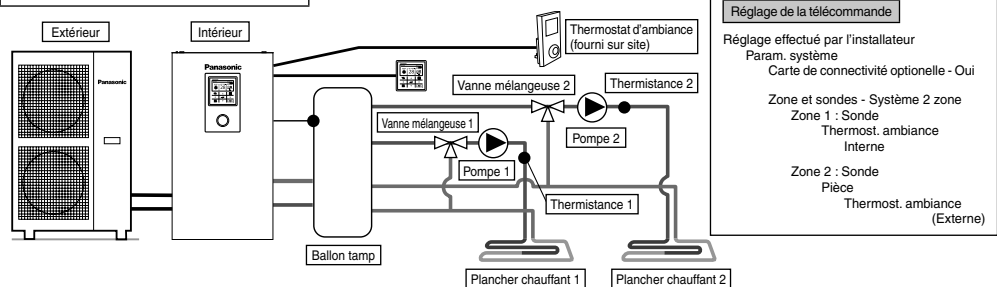 Extérieur
Panasonic
Intérieur
Panasonic
Thermostat d'ambiance
(fourni sur site)
Vanne mélangeuse 2
Thermistance 2
Vanne mélangeuse 1
Pompe 2
Pompe 1
Thermistance 1
Ballon tamp
Plancher chauffant 1
Plancher chauffant 2
Réglage de la télécommande
Réglage effectué par l'installateur
Param. système
Carte de connectivité optionelle - Oui
Zone et sondes - Système 2 zone
Zone 1 : Sonde
Thermost. ambiance
Interne
Zone 2 : Sonde
Pièce
Thermost. ambiance
(Externe)